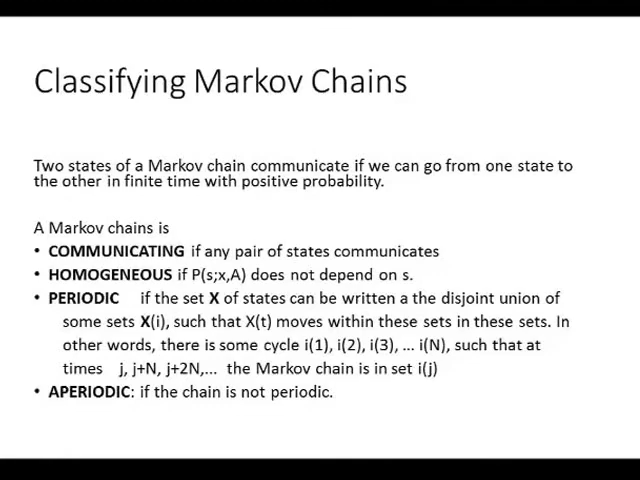 Classifying Markov Chains
Two states of a Markov chain communicate if we can go from one state to
the other in finite time with positive probability.
A Markov chains is
• COMMUNICATING if any pair of states communicates
• HOMOGENEOUS if P(s;x,A) does not depend on s.
• PERIODIC if the set X of states can be written a the disjoint union of
some sets X(i), such that X(t) moves within these sets in these sets. In
other words, there is some cycle i(1), i(2), i(3), ... i(N), such that at
times j, j+N, j+2N,... the Markov chain is in set i(j)
• APERIODIC: if the chain is not periodic.